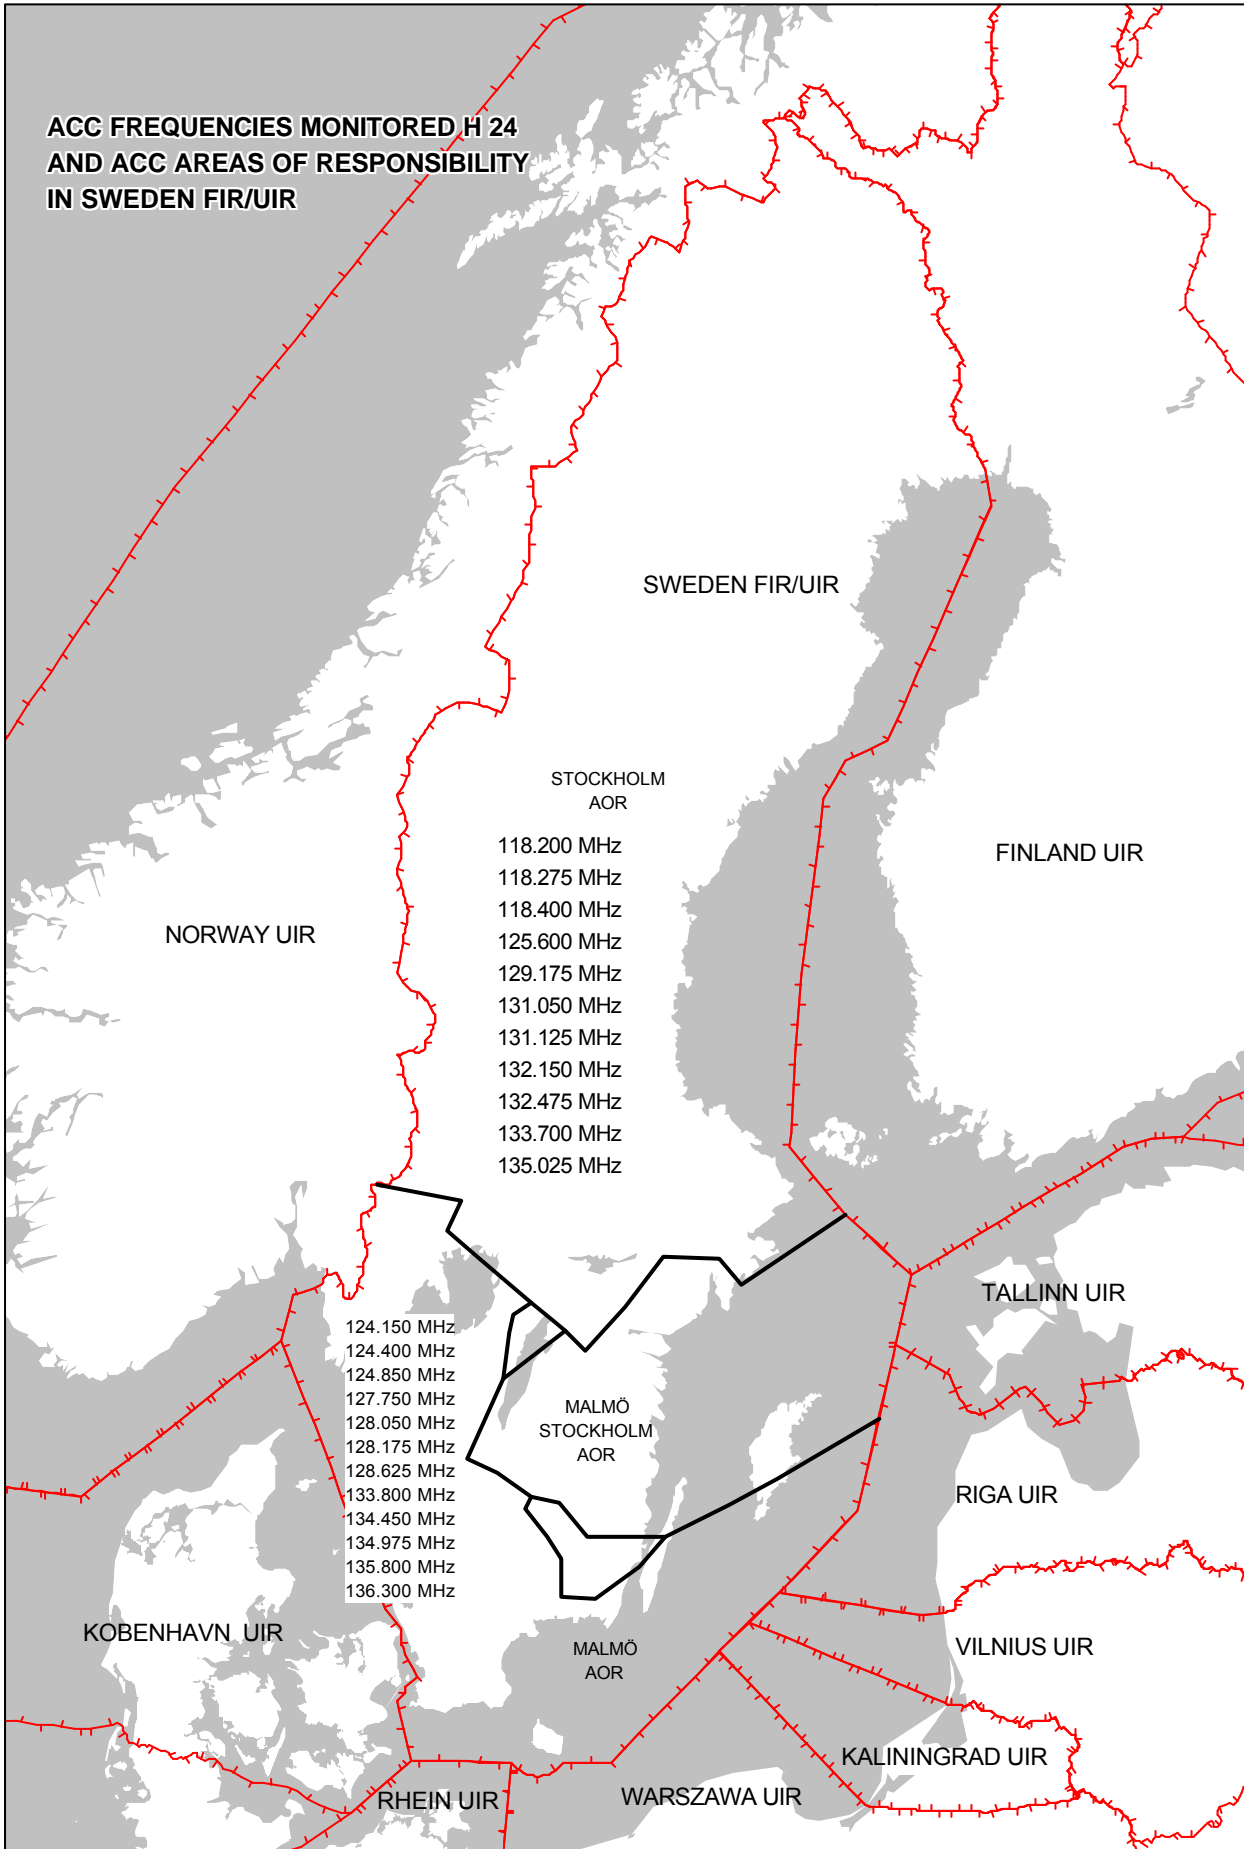 ACC FREQUENCIES MONITORED H 24
AND ACC AREAS OF RESPONSIBILITY
IN SWEDEN FIR/UIR
SWEDEN FIR/UIR
STOCKHOLM
AOR
118.200 MHz
118.275 MHz
118.400 MHz
125.600 MHz
129.175 MHz
131.050 MHz
131.125 MHz
132.150 MHz
132.475 MHz
133.700 MHz
135.025 MHz
FINLAND UIR
NORWAY UIR
TALLINN UIR
124.150 MHz
124.400 MHz
124.850 MHz
127.750 MHz
128.050 MHz
128.175 MHz
128.625 MHz
133.800 MHz
134.450 MHz
134.975 MHz
135.800 MHz
136.300 MHz
MALMÖ
STOCKHOLM
AOR
RIGA UIR
KOBENHAVN UIR
MALMÖ
AOR
VILNIUS UIR
KALININGRAD UIR
RHEIN UIR
WARSZAWA UIR